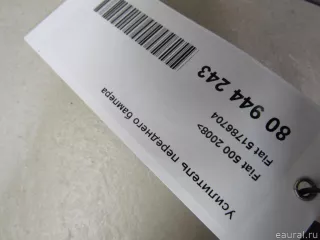 80 944 243
Fiat 51786704
Fiat 500 2008>
Усилитель переднего бампера
eaural.ru